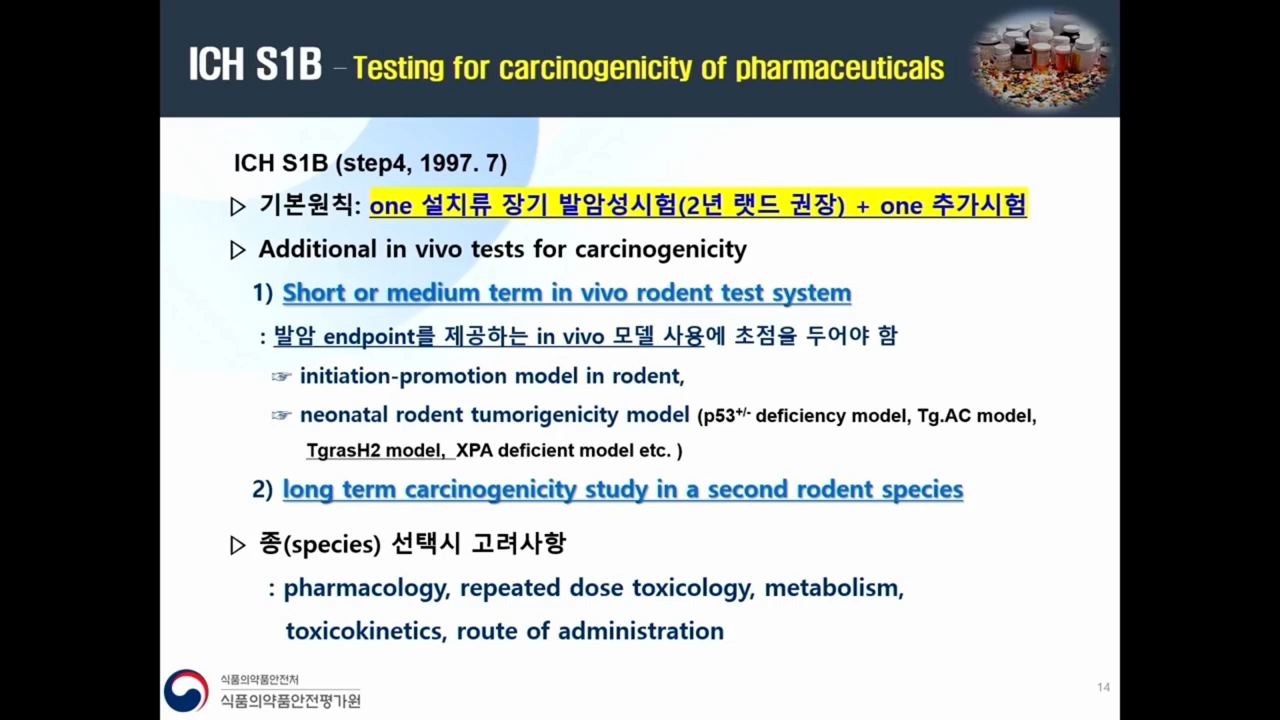 ICH S1B – Testing for carcinogenicity of pharmaceuticals
ICH S1B (step4, 1997. 7)
▷ 기본원칙: one 설치류 장기 발암성시험(2년 랫드 권장) + one 추가시험
▷ Additional in vivo tests for carcinogenicity
1) Short or medium term in vivo rodent test system
: 발암 endpoint를 제공하는 in vivo 모델 사용에 초점을 두어야 함
☞ initiation-promotion model in rodent,
☞ neonatal rodent tumorigenicity model (p53+/- deficiency model, Tg.AC model,
TgrasH2 model, XPA deficient model etc. )
2) long term carcinogenicity study in a second rodent species
▷ 종(species) 선택시 고려사항
: pharmacology, repeated dose toxicology, metabolism,
toxicokinetics, route of administration
식품의약품안전처
식품의약품안전평가원
14